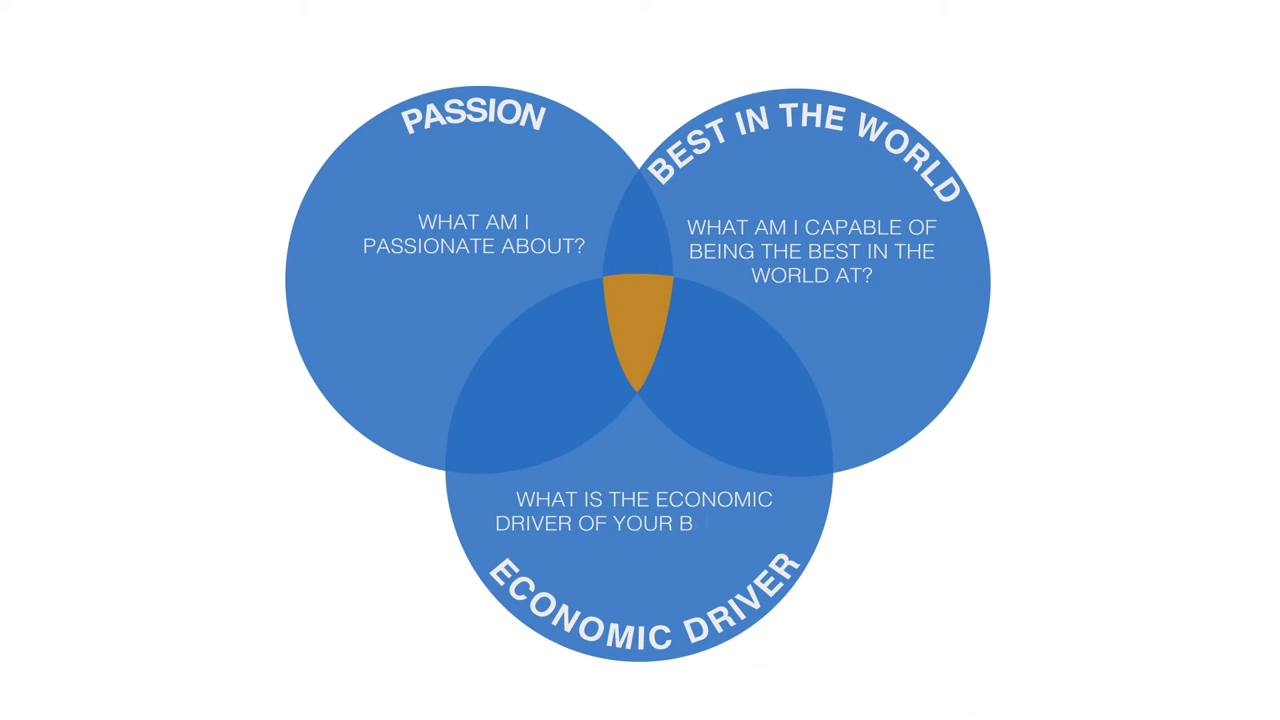 PASSION
WHAT AM I
PASSIONATE ABOUT?
BEST IN THE WORLD
WHAT AM I CAPABLE OF
BEING THE BEST IN THE
WORLD AT?
WHAT IS THE ECONOMIC
DRIVER OF YOUR B
ECONOMIC DRIVER